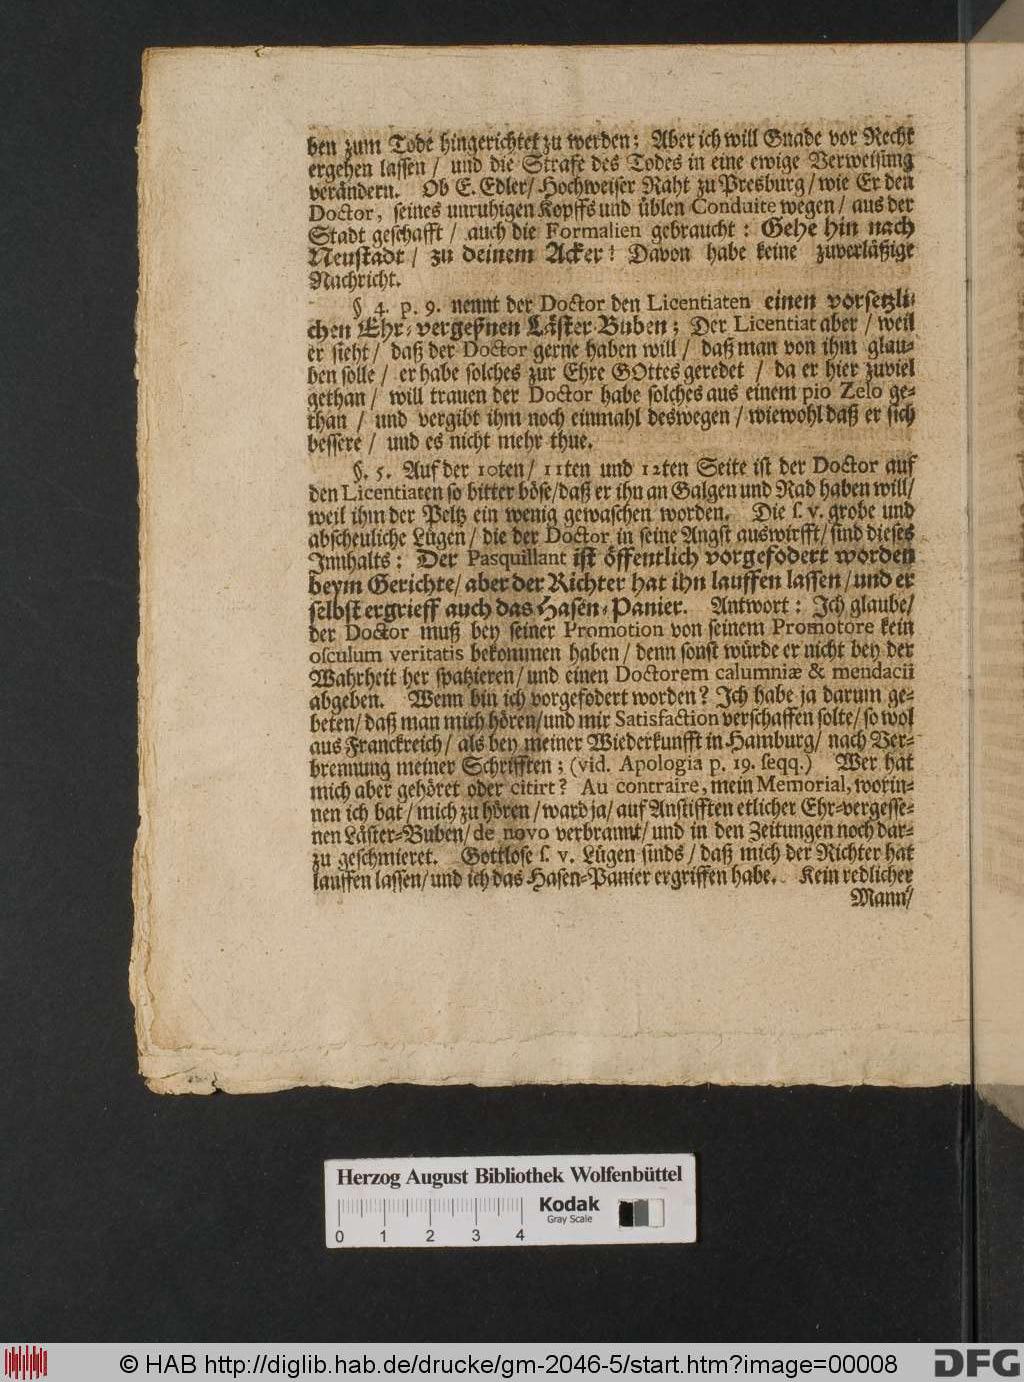 ben zum Tode hingerichtet zu werden; Aber ich will Gnade vor Recht
ergehen lassen / und die Strafe des Todes in eine ewige Verweisung
verändern. Ob E. Edler / Hochweiser Raht zu Presburg / wie Er den
Doctor, seines unruhigen Kopffs und üblen Conduite wegen / aus der
Stadt geschafft / auch die Formalien gebraucht: Gehe hin nach
Neustadt / zu deinem Acker! Davon habe keine zuverläßige
Nachricht.
§ 4. p. 9. nennt der Doctor den Licentiaten einen vorsetzli-
chen Ehr-vergeßnen Läster-Buben; Der Licentiat aber / weil
er sieht / daß der Doctor gerne haben will / daß man von ihm glau-
ben solle / er habe solches zur Ehre GOttes geredet / da er hier zuviel
gethan / will trauen der Doctor habe solches aus einem pio Zelo ge-
than / und vergibt ihm noch einmahl deswegen / wiewohl daß er sich
bessere / und es nicht mehr thue.
§. 5. Auf der 10ten / 11ten und 12ten Seite ist der Doctor auf
den Licentiaten so bitter böse / daß er ihn an Galgen und Rad haben will /
weil ihm der Peltz ein wenig gewaschen worden. Die ſ. v. grobe und
abscheuliche Lügen / die der Doctor in seine Angst auswirfft / sind dieses
Innhalts: Der Pasquillant ist öffentlich vorgefodert worden
beym Gerichte / aber der Richter hat ihn lauffen lassen / und er
selbst ergrieff auch das Hasen-Panier. Antwort: Ich glaube /
der Doctor muß bey seiner Promotion von seinem Promotore kein
osculum veritatis bekommen haben / denn sonst würde er nicht bey der
Wahrheit her spatzieren / und einen Doctorem calumniæ & mendacii
abgeben. Wenn bin ich vorgefodert worden? Ich habe ja darum ge-
beten / daß man mich hören / und mir Satisfaction verschaffen solte / so wol
aus Franckreich / als bey meiner Wiederkunfft in Hamburg / nach Ver-
brennung meiner Schrifften; (vid. Apologia p. 19. seqq.) Wer hat
mich aber gehöret oder citirt? Au contraire, mein Memorial, worin-
nen ich bat / mich zu hören / ward ja / auf Anstifften etlicher Ehr-vergesse-
nen Läster-Buben / de novo verbrannt / und in den Zeitungen noch dar-
zu geschmieret. Gottlose ſ. v. Lügen sinds / daß mich der Richter hat
lauffen lassen / und ich das Hasen-Panier ergriffen habe. Kein redlicher
Mann /
Herzog August Bibliothek Wolfenbüttel
Kodak
Gray Scale
0 1 2 3 4
© HAB http://diglib.hab.de/drucke/gm-2046-5/start.htm?image=00008
DFG